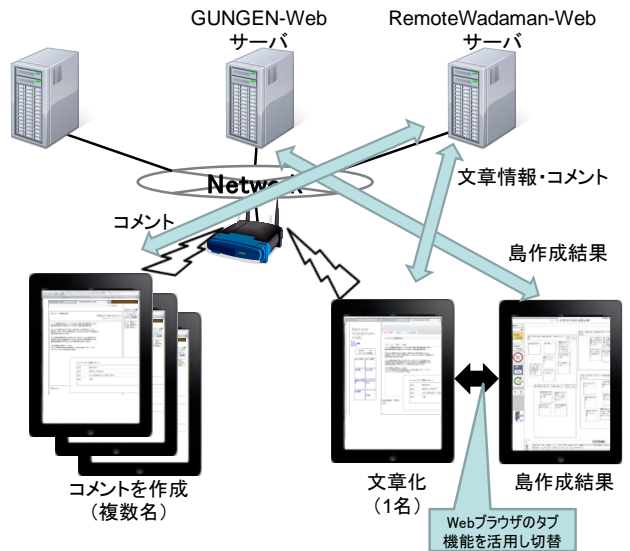 GUNGEN-Web
サーバ
RemoteWadaman-Web
サーバ
Network
文章情報・コメント
コメント
島作成結果
コメントを作成
（複数名）
文章化
（1名）
島作成結果
Webブラウザのタブ
機能を活用し切替